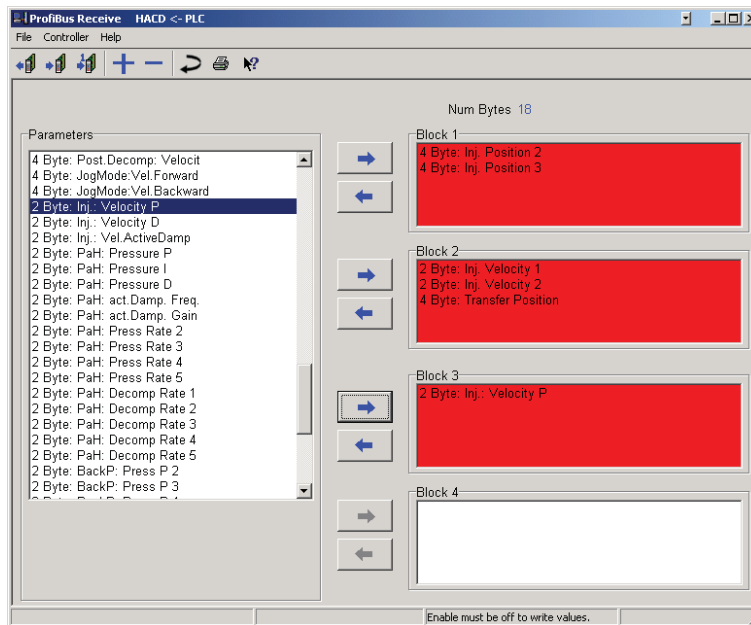 ProfiBus Receive HACD <- PLC
File Controller Help
Num Bytes 18
Parameters
4 Byte: Post.Decomp: Velocit
4 Byte: JogMode:Vel.Forward
4 Byte: JogMode:Vel.Backward
2 Byte: Inj.: Velocity P
2 Byte: Inj.: Velocity D
2 Byte: Inj.: Vel.ActiveDamp
2 Byte: PaH: Pressure P
2 Byte: PaH: Pressure I
2 Byte: PaH: Pressure D
2 Byte: PaH: act.Damp. Freq.
2 Byte: PaH: act.Damp. Gain
2 Byte: PaH: Press Rate 2
2 Byte: PaH: Press Rate 3
2 Byte: PaH: Press Rate 4
2 Byte: PaH: Press Rate 5
2 Byte: PaH: Decomp Rate 1
2 Byte: PaH: Decomp Rate 2
2 Byte: PaH: Decomp Rate 3
2 Byte: PaH: Decomp Rate 4
2 Byte: PaH: Decomp Rate 5
2 Byte: BackP: Press P 2
2 Byte: BackP: Press P 3
Block 1
4 Byte: Inj. Position 2
4 Byte: Inj. Position 3
Block 2
2 Byte: Inj. Velocity 1
2 Byte: Inj. Velocity 2
4 Byte: Transfer Position
Block 3
2 Byte: Inj.: Velocity P
Block 4
Enable must be off to write values.